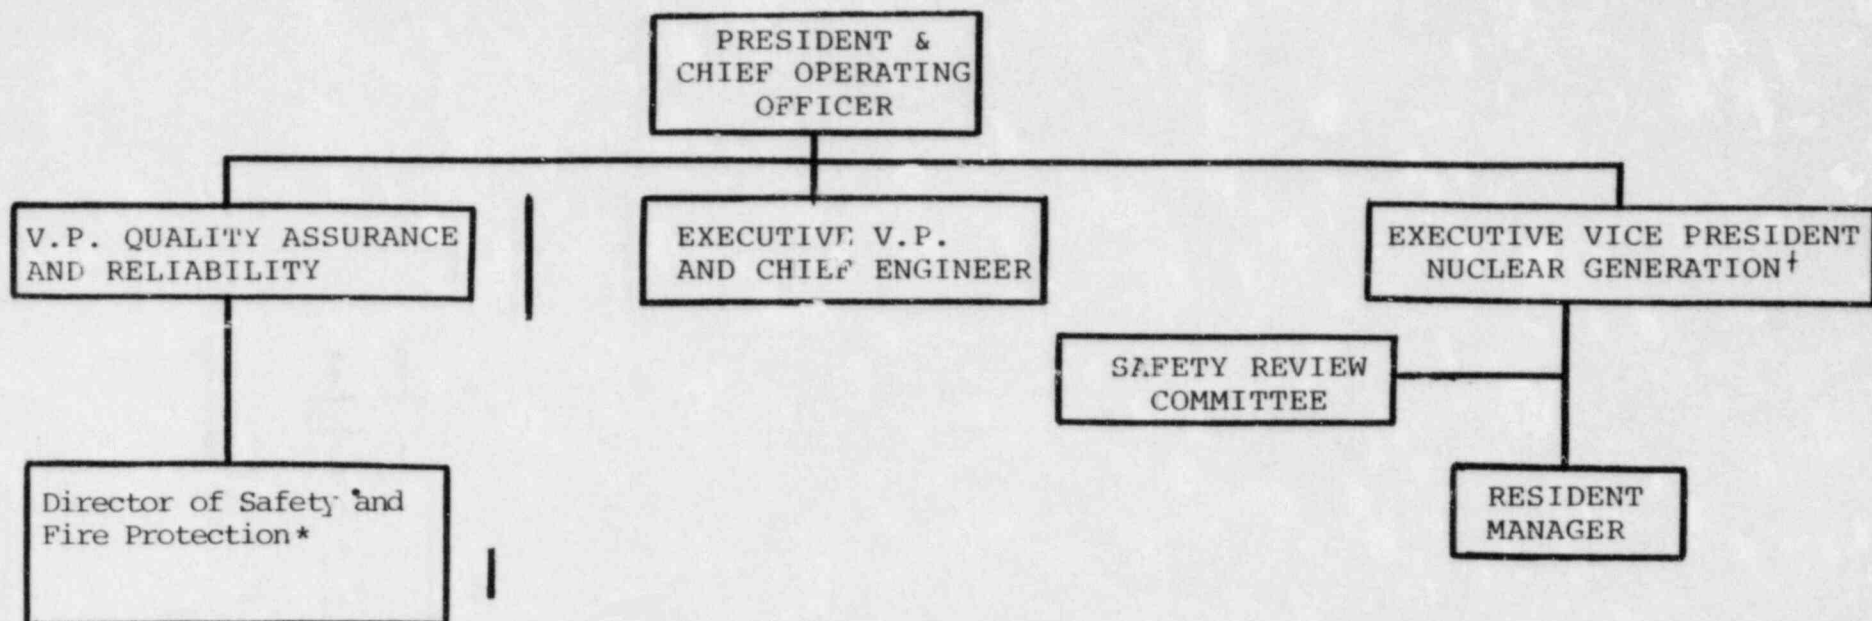 PRESIDENT &
CHIEF OPERATING
OFFICER
V.P. QUALITY ASSURANCE
AND RELIABILITY
EXECUTIVE V.P.
AND CHIEF ENGINEER
EXECUTIVE VICE PRESIDENT
NUCLEAR GENERATION†
SAFETY REVIEW
COMMITTEE
Director of Safety and
Fire Protection*
RESIDENT
MANAGER